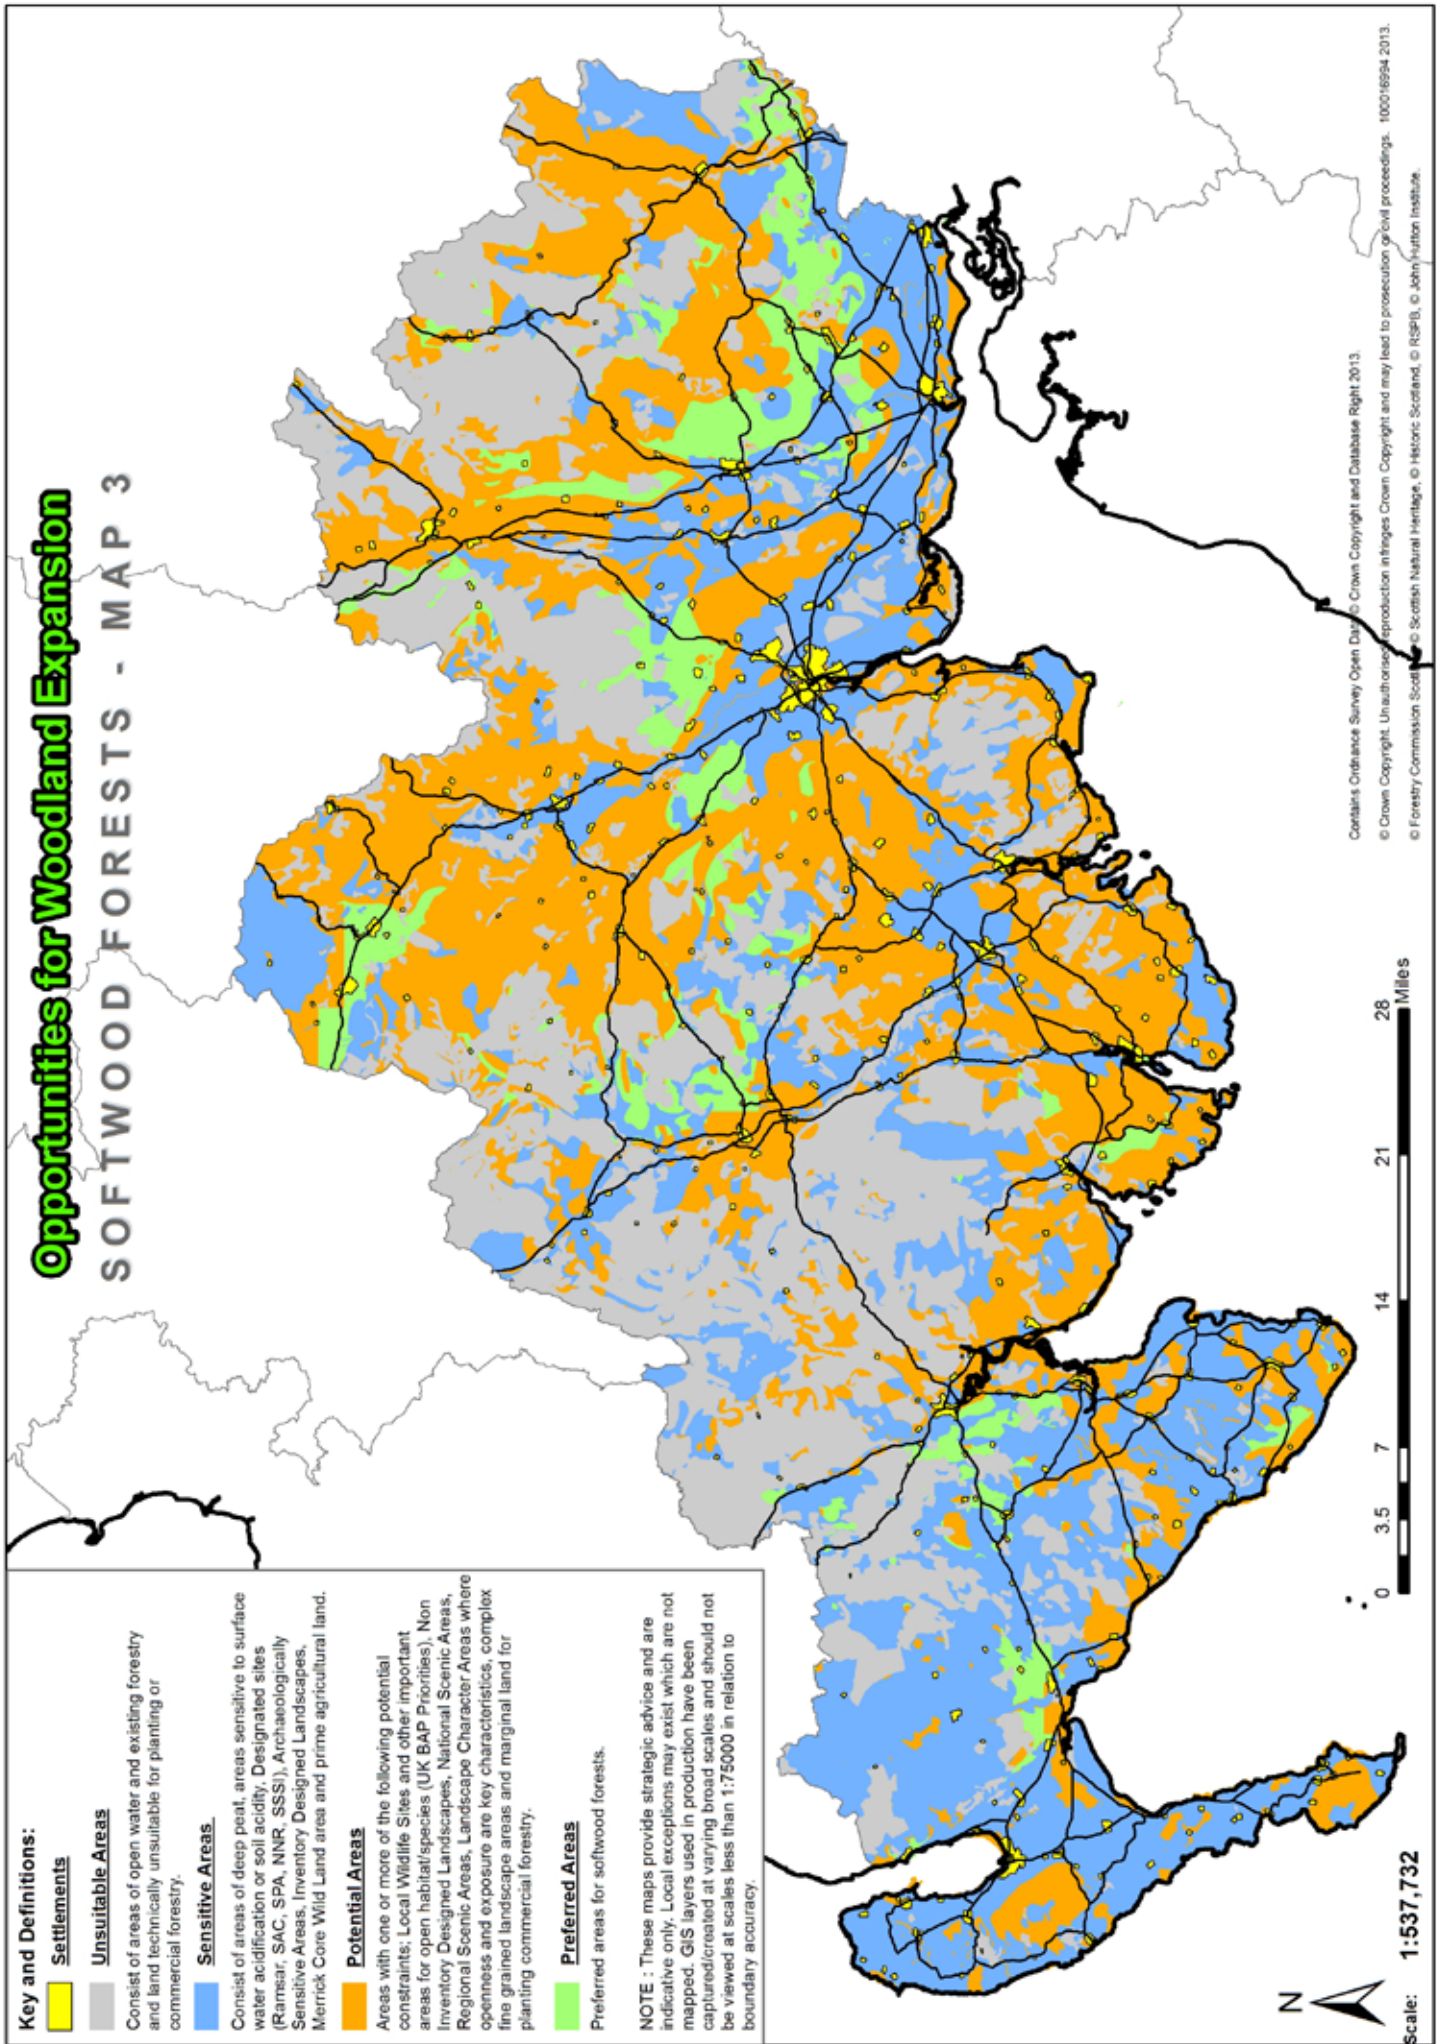 Opportunities for Woodland Expansion
SOFTWOOD FORESTS - MAP 3
Key and Definitions:
Settlements
Unsuitable Areas
Consist of areas of open water and existing forestry
and land technically unsuitable for planting or
commercial forestry.
Sensitive Areas
Consist of areas of deep peat, areas sensitive to surface
water acidification or soil acidity, Designated sites
(Ramsar, SAC, SPA, NNR, SSSI), Archaeologically
Sensitive Areas, Inventory Designed Landscapes,
Merrick Core Wild Land area and prime agricultural land.
Potential Areas
Areas with one or more of the following potential
constraints; Local Wildlife Sites and other important
areas for open habitat/species (UK BAP Priorities), Non
Inventory Designed Landscapes, National Scenic Areas,
Regional Scenic Areas, Landscape Character Areas where
openness and exposure are key characteristics, complex
fine grained landscape areas and marginal land for
planting commercial forestry.
Preferred Areas
Preferred areas for softwood forests.
NOTE : These maps provide strategic advice and are
indicative only. Local exceptions may exist which are not
mapped. GIS layers used in production have been
captured/created at varying broad scales and should not
be viewed at scales less than 1:75000 in relation to
boundary accuracy.
N
Scale: 1:537,732
0 3.5 7 14 21 28
Miles
Contains Ordnance Survey Open Data © Crown Copyright and Database Right 2013.
© Crown Copyright. Unauthorised reproduction infringes Crown Copyright and may lead to prosecution or civil proceedings. 100016994 2013.
© Forestry Commission Scotland © Scottish Natural Heritage, © Historic Scotland, © RSPB, © John Hutton Institute.